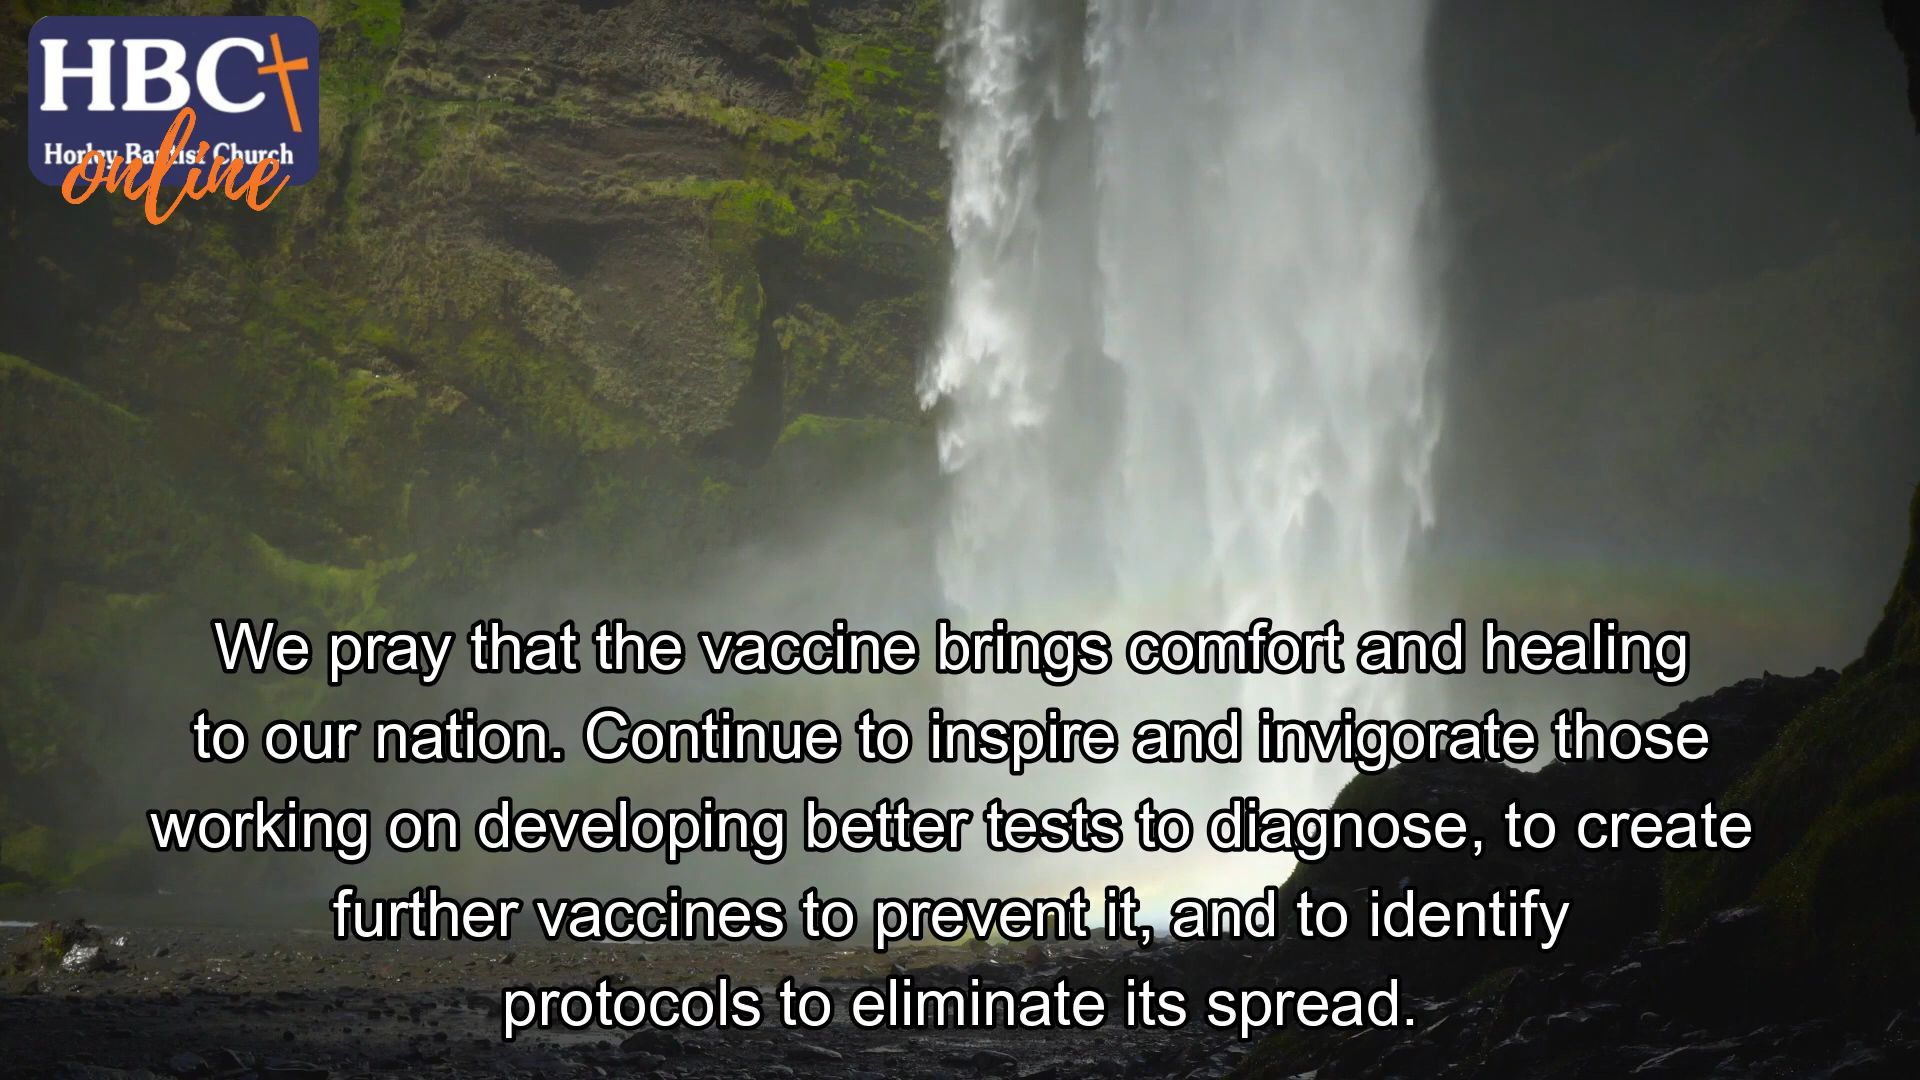 HBC
Horley Baptist Church
online
We pray that the vaccine brings comfort and healing
to our nation. Continue to inspire and invigorate those
working on developing better tests to diagnose, to create
further vaccines to prevent it, and to identify
protocols to eliminate its spread.